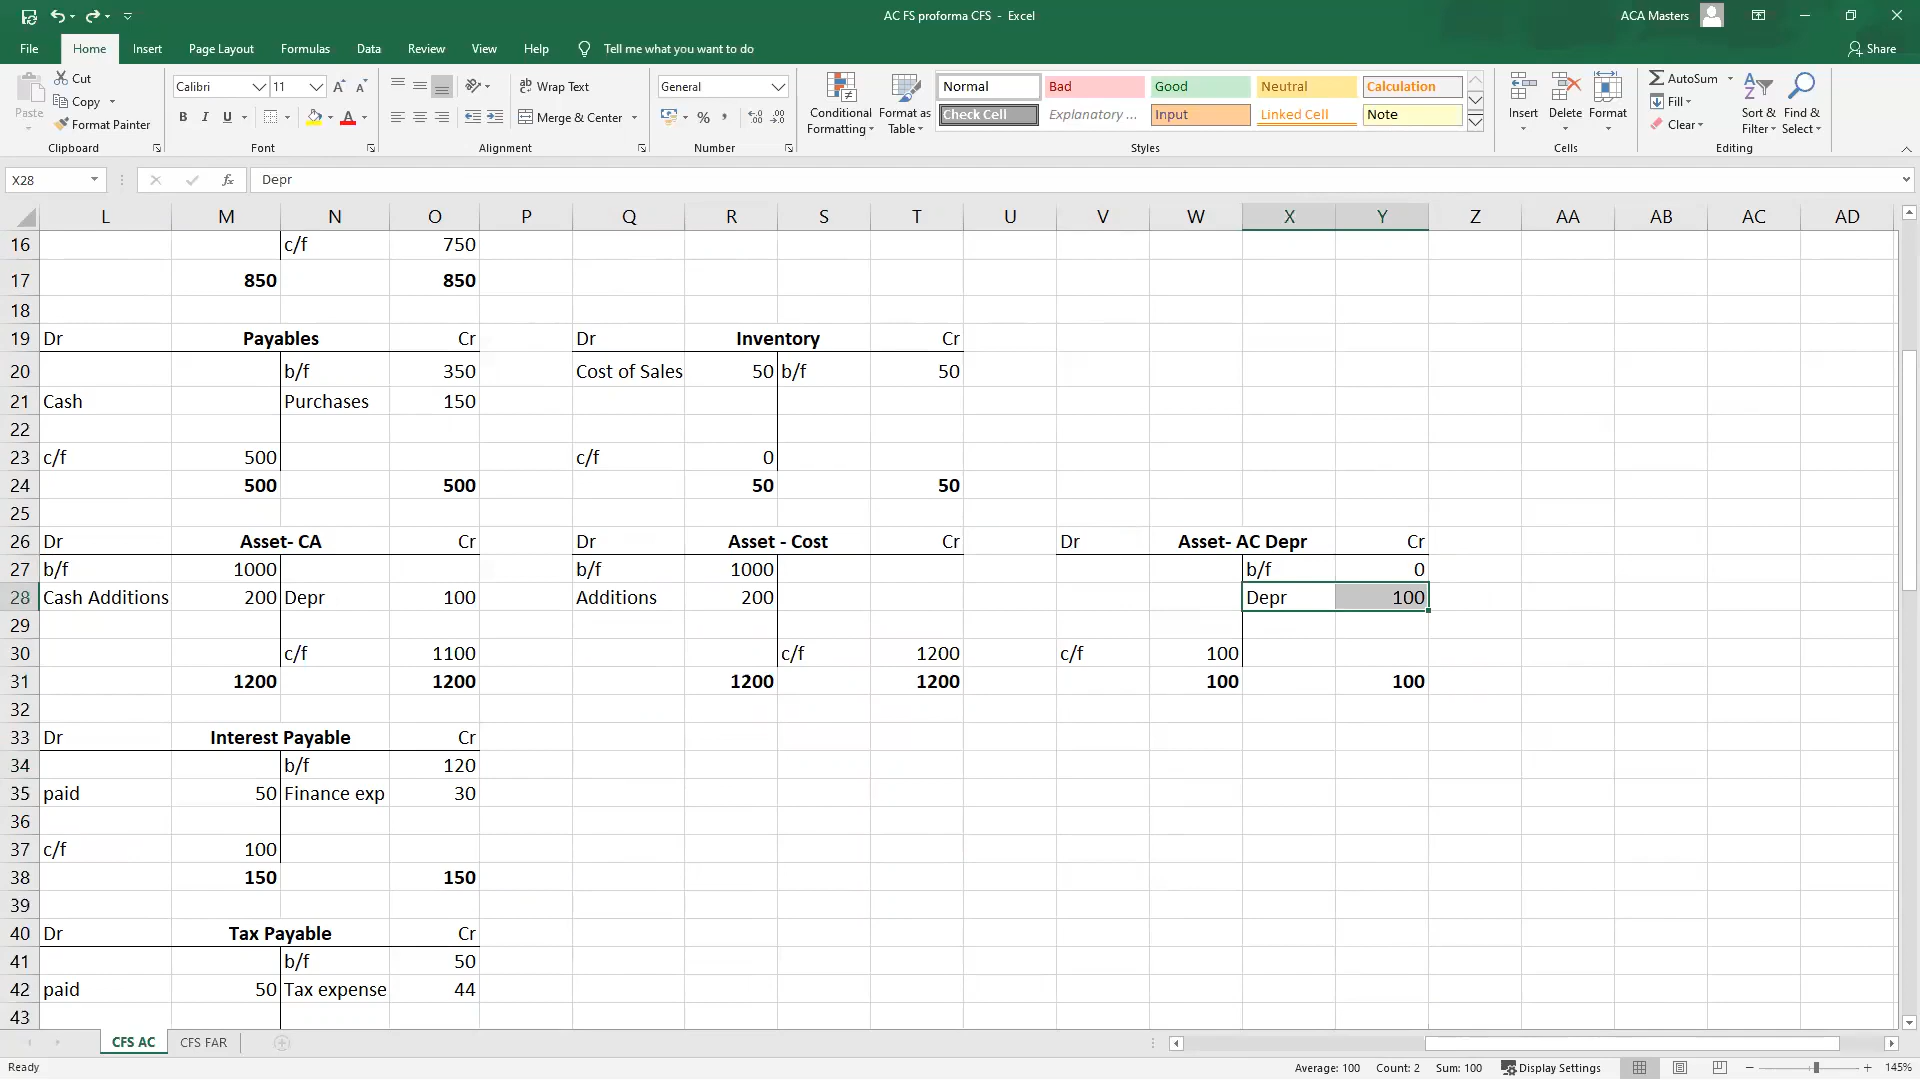 AC FS proforma CFS - Excel
ACA Masters
File Home Insert Page Layout Formulas Data Review View Help Tell me what you want to do Share
Paste Cut Copy Format Painter
Calibri 11
B I U
Wrap Text
Merge & Center
General
Conditional Formatting
Format as Table
Normal Bad Good Neutral Calculation
Check Cell Explanatory ... Input Linked Cell Note
Insert Delete Format
AutoSum Fill Clear
Sort & Filter
Find & Select
Clipboard Font Alignment Number Styles Cells Editing
X28 fx Depr
L M N O P Q R S T U V W X Y Z AA AB AC AD
16 c/f 750
17 850 850
18
19 Dr Payables Cr Dr Inventory Cr
20 b/f 350 Cost of Sales 50 b/f 50
21 Cash Purchases 150
22
23 c/f 500 c/f 0
24 500 500 50 50
25
26 Dr Asset- CA Cr Dr Asset - Cost Cr Dr Asset- AC Depr Cr
27 b/f 1000 b/f 1000 b/f 0
28 Cash Additions 200 Depr 100 Additions 200 Depr 100
29
30 c/f 1100 c/f 1200 c/f 100
31 1200 1200 1200 1200 100 100
32
33 Dr Interest Payable Cr
34 b/f 120
35 paid 50 Finance exp 30
36
37 c/f 100
38 150 150
39
40 Dr Tax Payable Cr
41 b/f 50
42 paid 50 Tax expense 44
43
CFS AC CFS FAR
Ready Average: 100 Count: 2 Sum: 100 Display Settings 145%